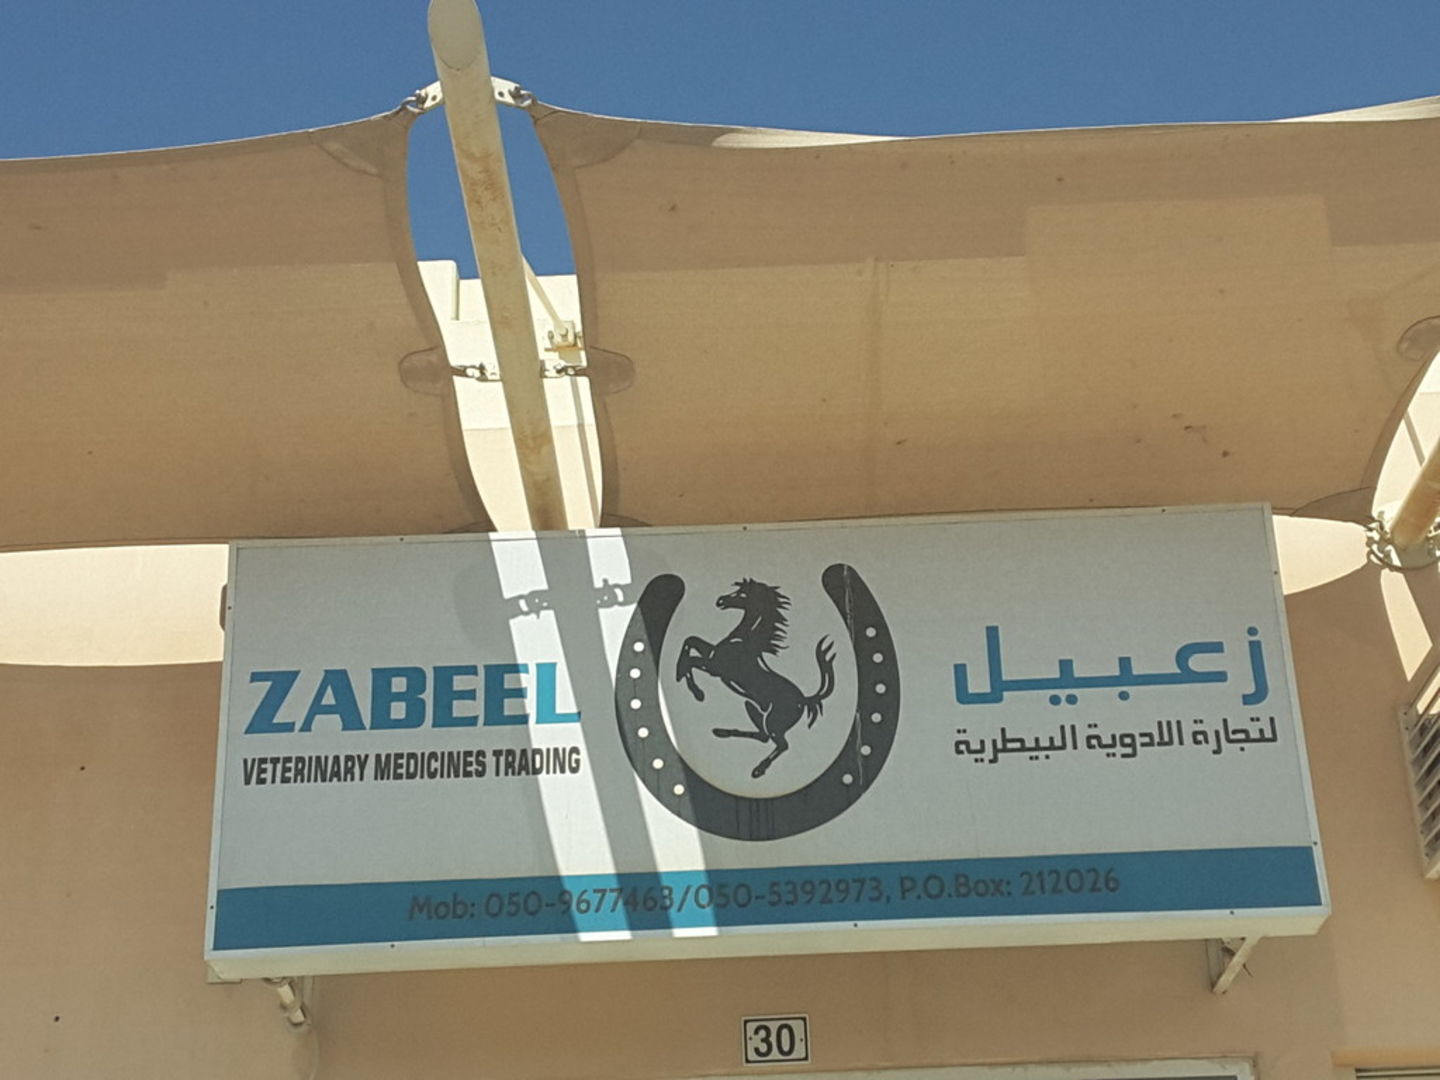 ZABEEL
VETERINARY MEDICINES TRADING
زعبيل
لتجارة الادوية البيطرية
Mob: 050-9677463/050-5392973, P.O.Box: 212026
30